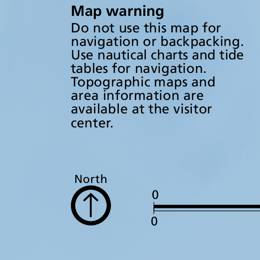 Map warning
Do not use this map for
navigation or backpacking.
Use nautical charts and tide
tables for navigation.
Topographic maps and
area information are
available at the visitor
center.
North
0
0